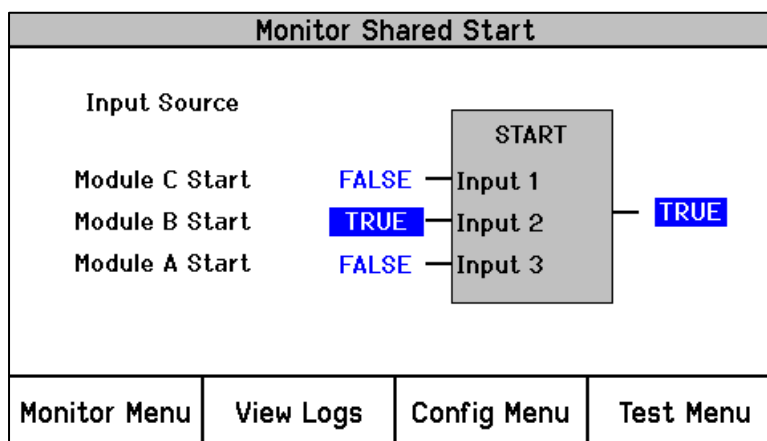 Monitor Shared Start
Input Source
START
Module C Start FALSE Input 1
Module B Start TRUE Input 2 TRUE
Module A Start FALSE Input 3
Monitor Menu View Logs Config Menu Test Menu